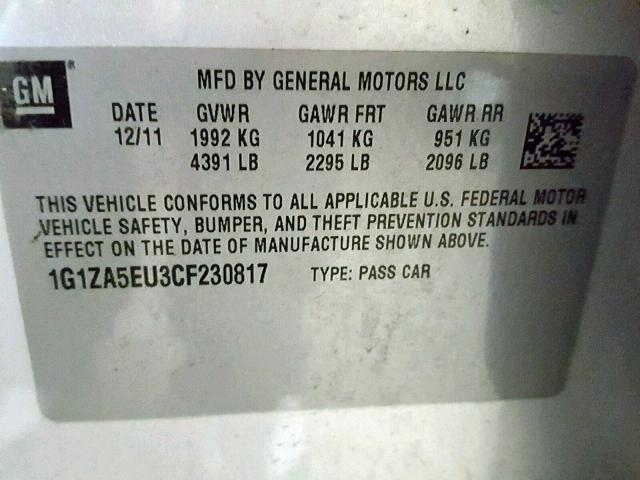 GM®
MFD BY GENERAL MOTORS LLC
DATE GVWR GAWR FRT GAWR RR
12/11 1992 KG 1041 KG 951 KG
4391 LB 2295 LB 2096 LB
THIS VEHICLE CONFORMS TO ALL APPLICABLE U.S. FEDERAL MOTOR
VEHICLE SAFETY, BUMPER, AND THEFT PREVENTION STANDARDS IN
EFFECT ON THE DATE OF MANUFACTURE SHOWN ABOVE.
1G1ZA5EU3CF230817 TYPE: PASS CAR